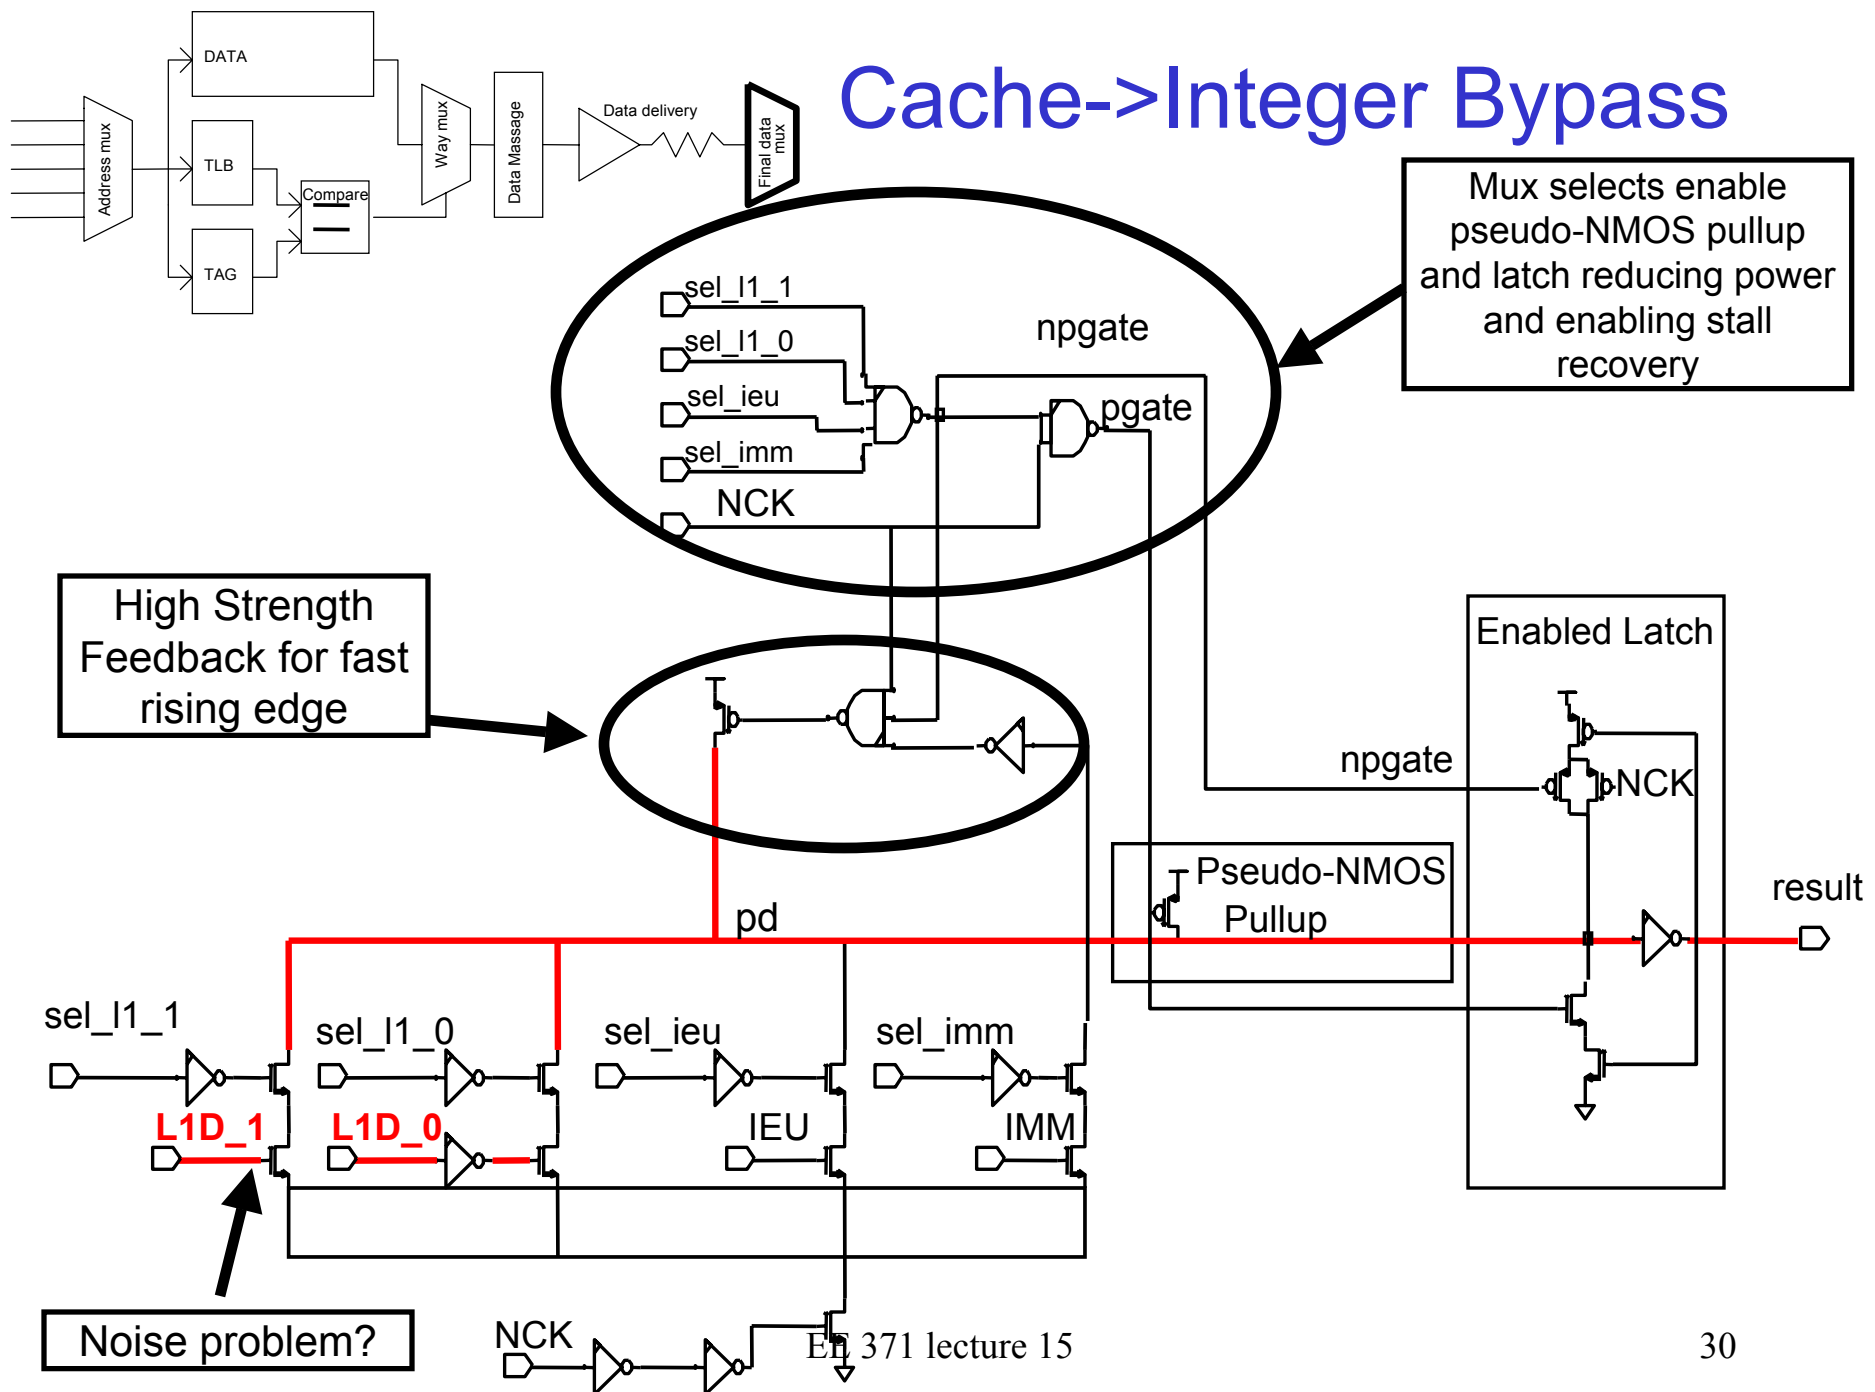 Cache->Integer Bypass
DATA
TLB
TAG
Address mux
Compare
Way mux
Data Massage
Data delivery
Final data
mux
Mux selects enable
pseudo-NMOS pullup
and latch reducing power
and enabling stall
recovery
sel_l1_1
sel_l1_0
sel_ieu
sel_imm
NCK
npgate
pgate
High Strength
Feedback for fast
rising edge
Enabled Latch
npgate
NCK
Pseudo-NMOS
Pullup
result
pd
sel_l1_1
sel_l1_0
sel_ieu
sel_imm
L1D_1
L1D_0
IEU
IMM
Noise problem?
NCK
EE 371 lecture 15
30